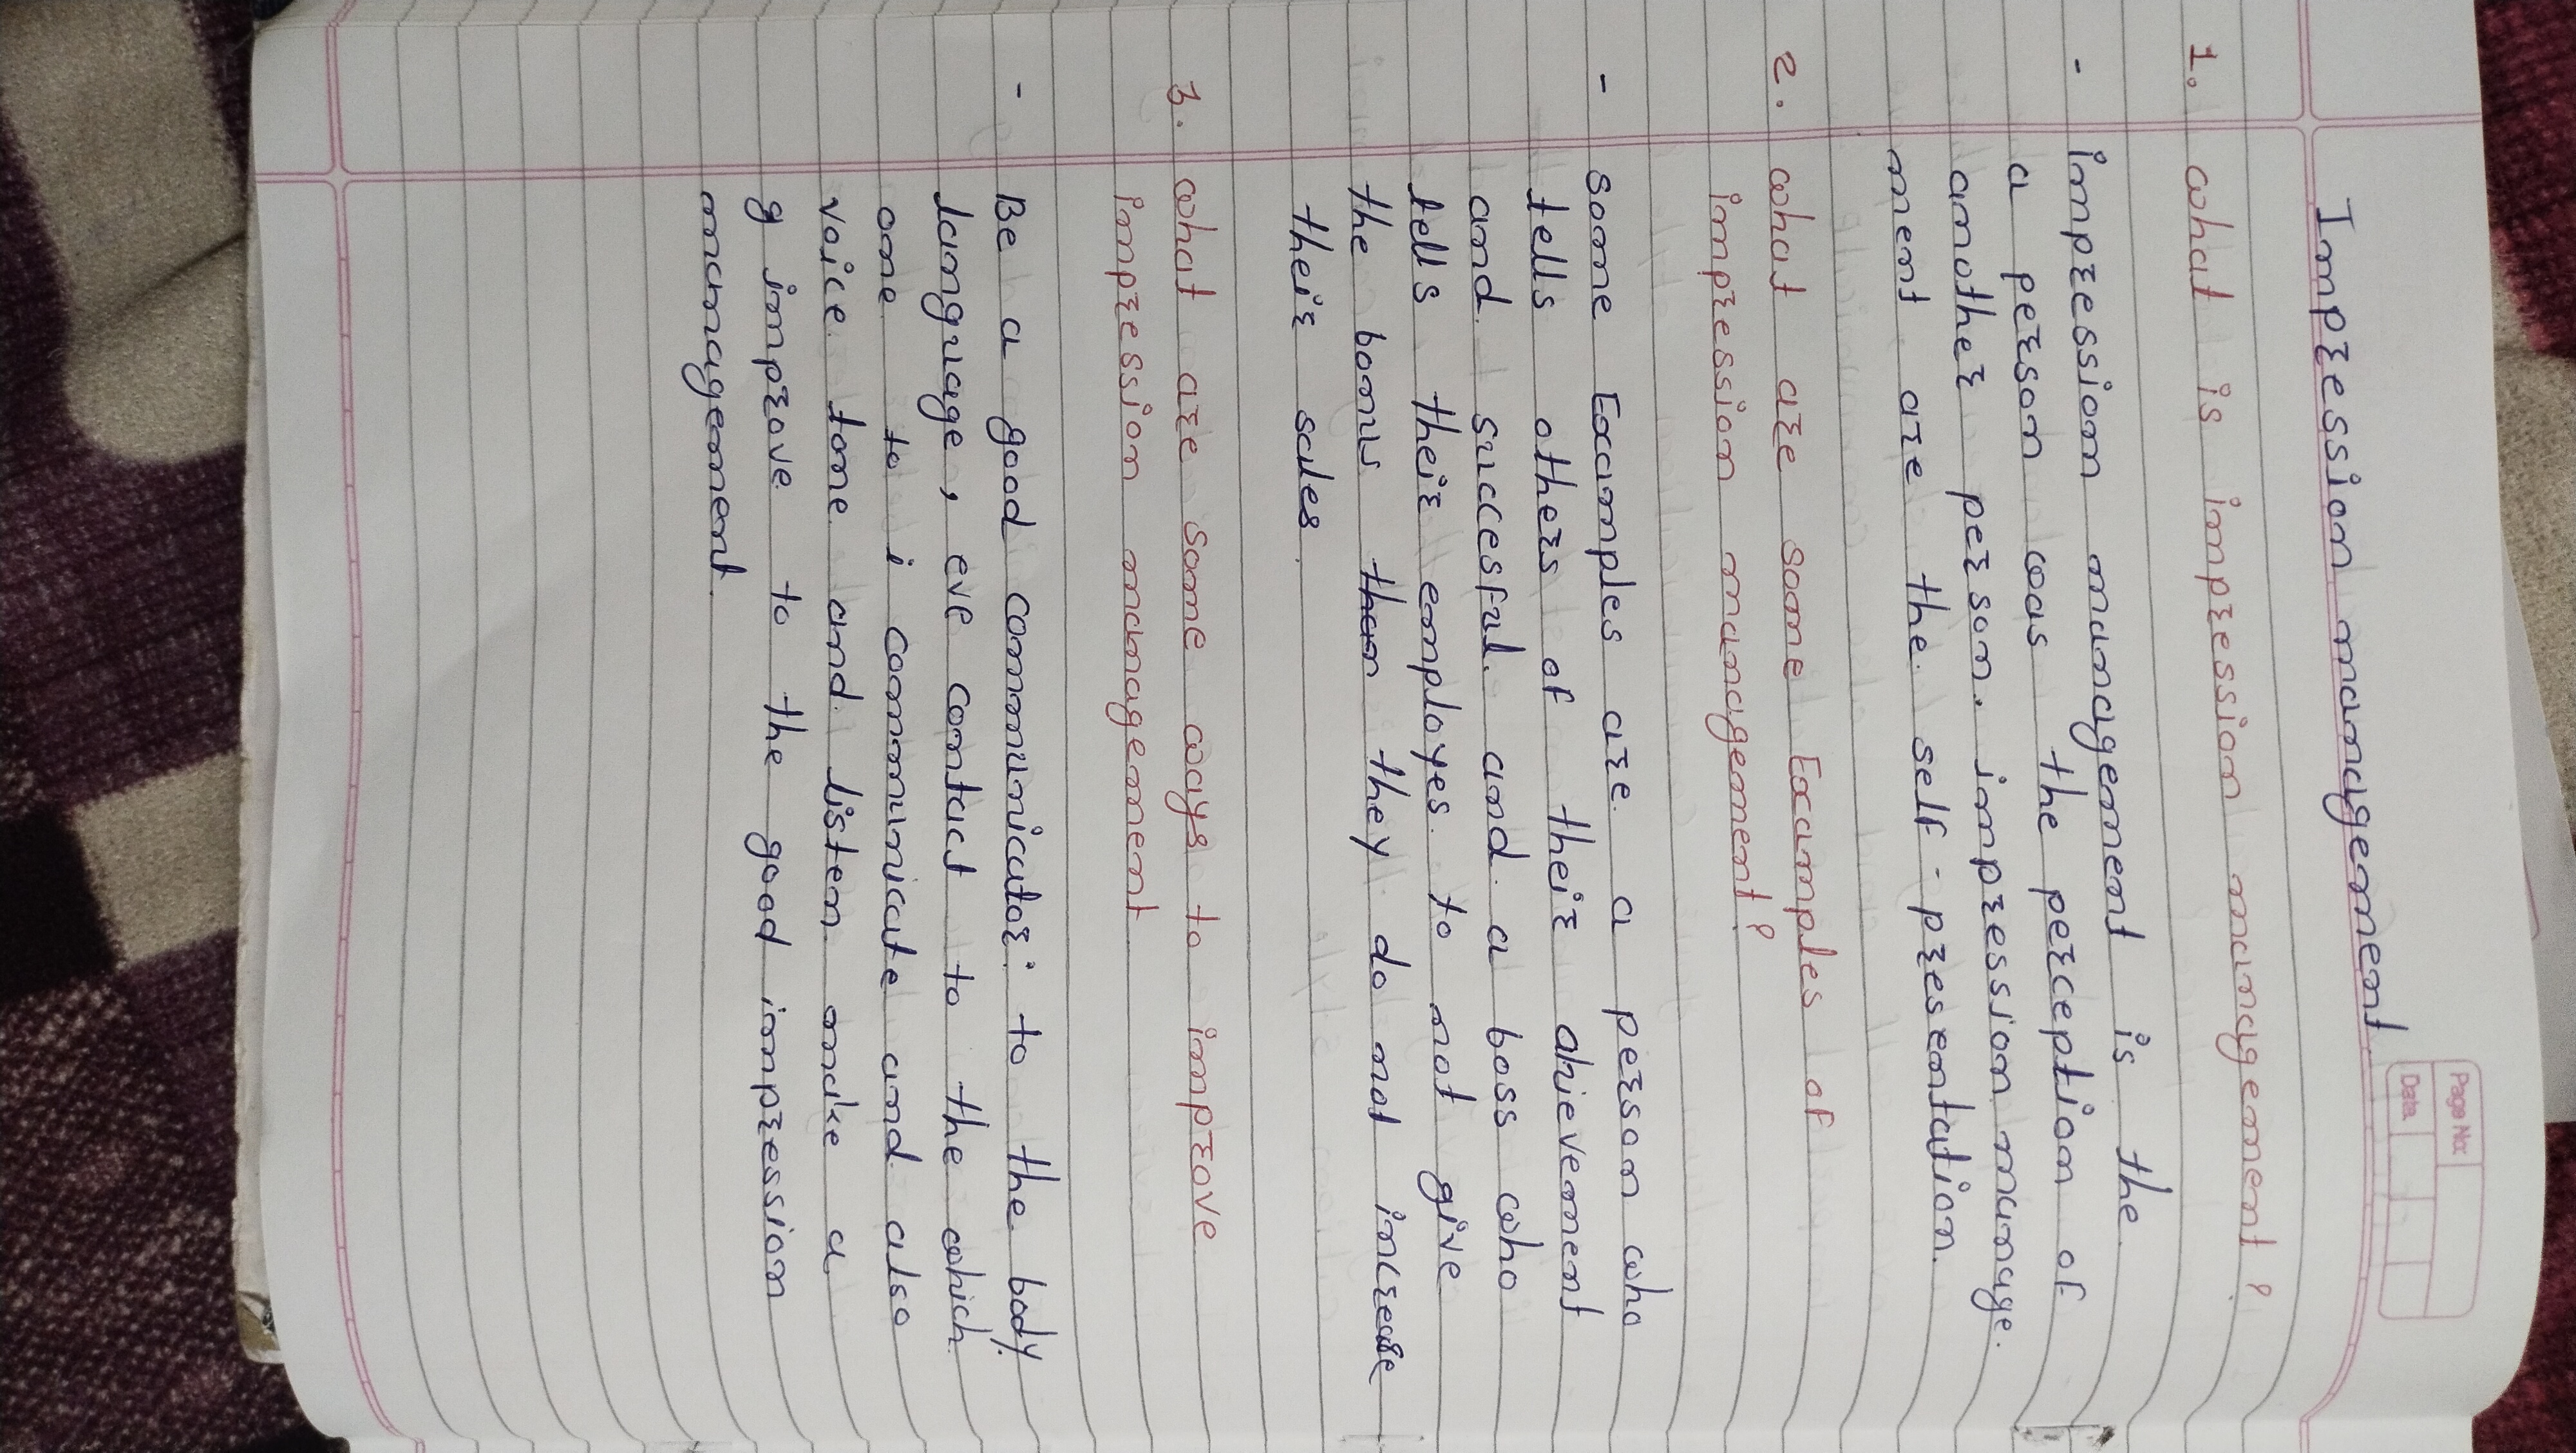 Page No:
Date
Impression management
1. what is impression management?
- impression management is the
a person was the perception of
another person. impression manage.
ment are the self-presentation.
2. what are some Examples of
impression management?
- some Examples are a person who
tells others of their ahievement
and succesful and a boss who
tells their employes to not give
the bonus they do not increase
their sales.
3. what are some ways to improve
impression management
- Be a good communicator: to the body
language, eve contact to the which
one to i communicate and also
voice tone and listen make a
g improve to the good impression
management.